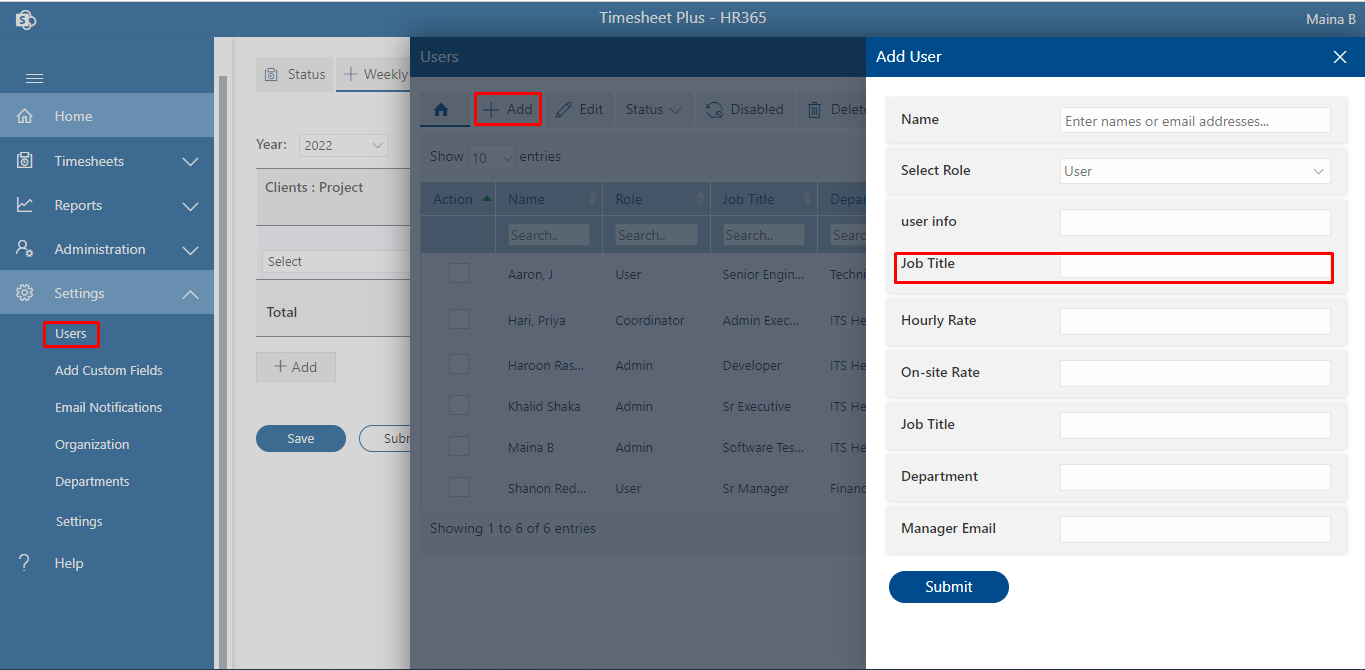 Timesheet Plus - HR365
Maina B
Home
Timesheets
Reports
Administration
Settings
Users
Add Custom Fields
Email Notifications
Organization
Departments
Settings
Help
Status
Weekly
Year:
2022
Clients : Project
Select
Total
Add
Save
Subm
Users
Add
Edit
Status
Disabled
Delete
Show 10 entries
Action Name Role Job Title Depar
Search.. Search.. Search.. Searc
Aaron, J User Senior Engin... Techni
Hari, Priya Coordinator Admin Exec... ITS He
Haroon Ras... Admin Developer ITS He
Khalid Shaka Admin Sr Executive ITS He
Maina B Admin Software Tes... ITS He
Shanon Red... User Sr Manager Financ
Showing 1 to 6 of 6 entries
Add User
Name
Enter names or email addresses...
Select Role
User
user info
Job Title
Hourly Rate
On-site Rate
Job Title
Department
Manager Email
Submit